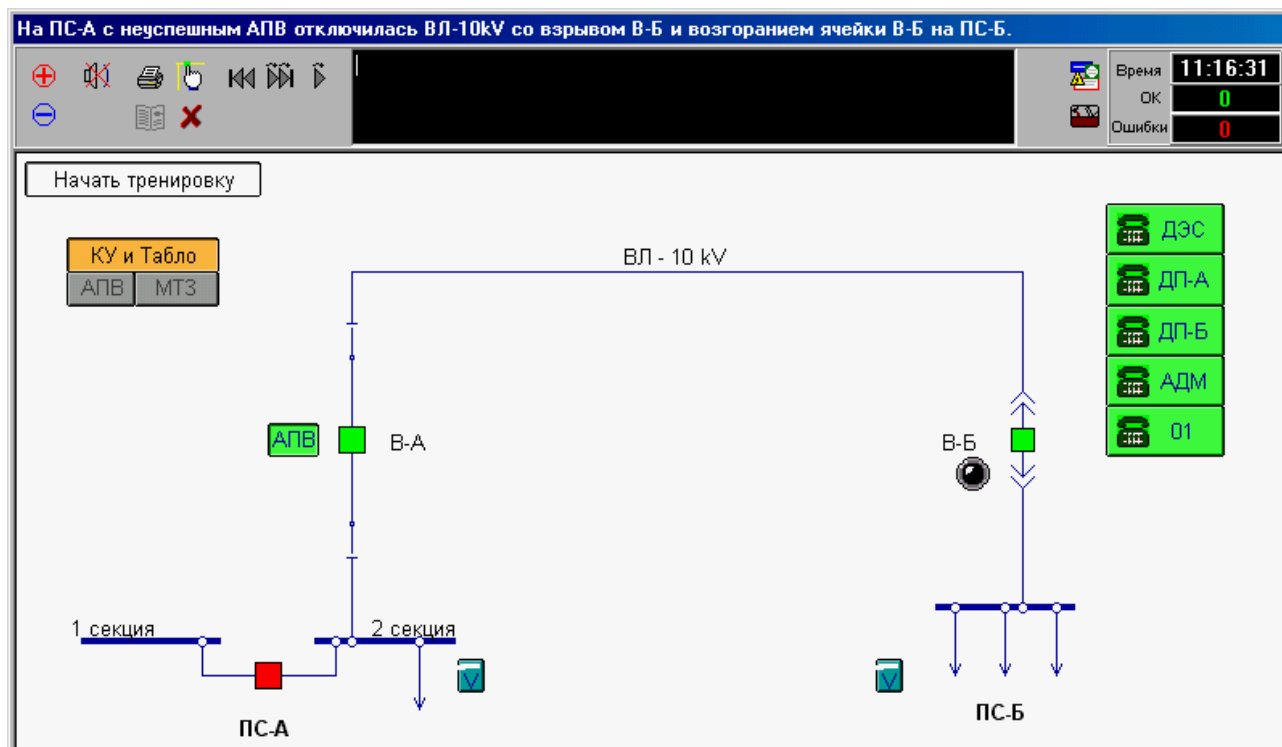 На ПС-А с неуспешным АПВ отключилась ВЛ-10kV со взрывом В-Б и возгоранием ячейки В-Б на ПС-Б.
Время 11:16:31
ОК 0
Ошибки 0
Начать тренировку
КУ и Табло
АПВ МТЗ
ВЛ - 10 kV
ДЭС
ДП-А
ДП-Б
АДМ
01
АПВ
В-А
В-Б
1 секция
2 секция
V
V
ПС-А
ПС-Б